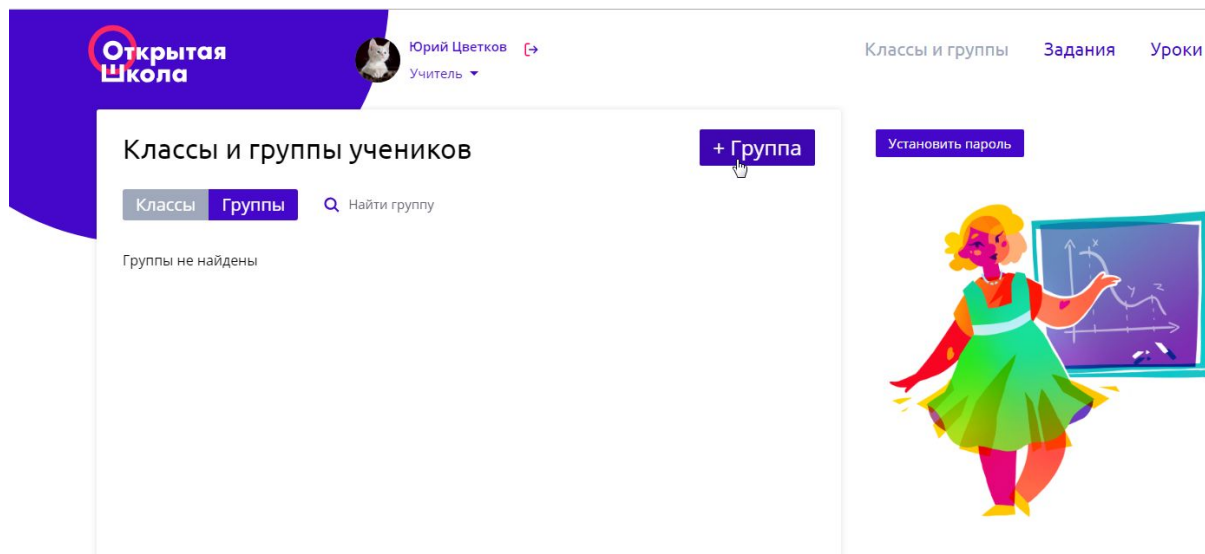 Открытая
Школа
Юрий Цветков
Учитель
Классы и группы Задания Уроки
Классы и группы учеников
+ Группа
Установить пароль
Классы Группы Найти группу
Группы не найдены
x
y z